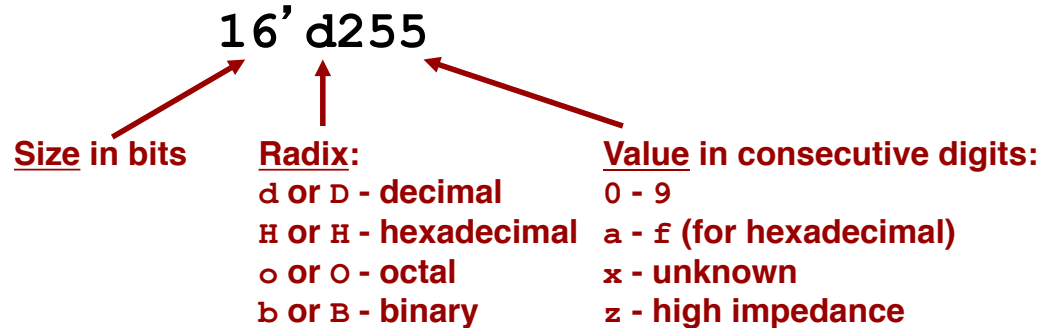 16’d255
Size in bits
Radix:
d or D - decimal
H or H - hexadecimal
o or O - octal
b or B - binary
Value in consecutive digits:
0 - 9
a - f (for hexadecimal)
x - unknown
z - high impedance